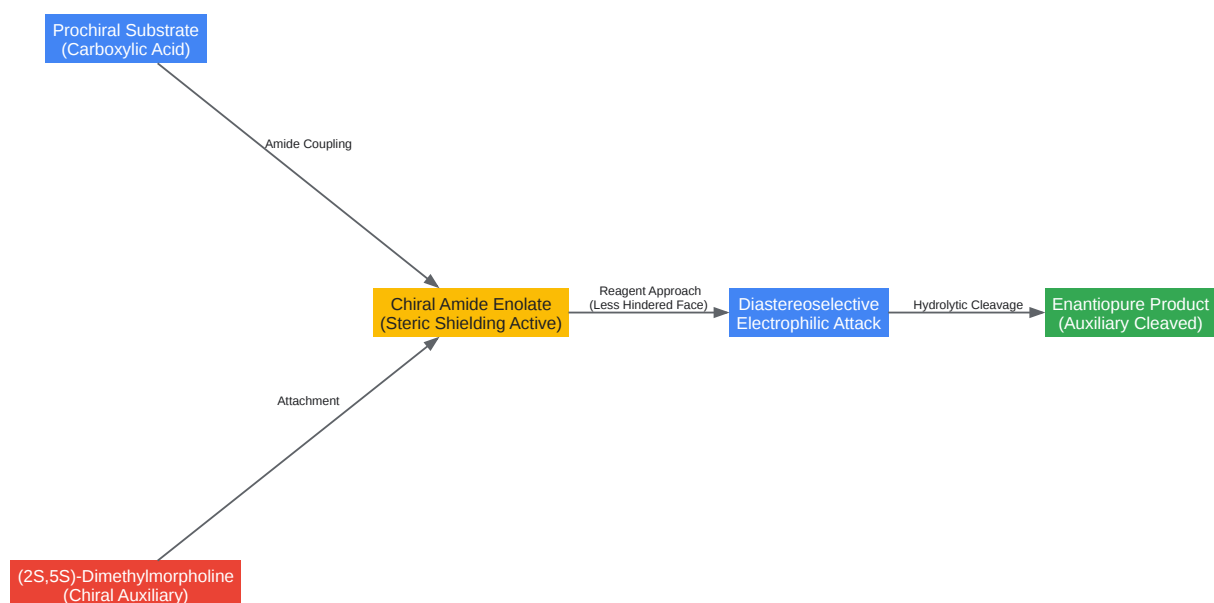 Prochiral Substrate
(Carboxylic Acid)
Amide Coupling
Chiral Amide Enolate
(Steric Shielding Active)
Reagent Approach
(Less Hindered Face)
Diastereoselective
Electrophilic Attack
Hydrolytic Cleavage
Enantiopure Product
(Auxiliary Cleaved)
Attachment
(2S,5S)-Dimethylmorpholine
(Chiral Auxiliary)